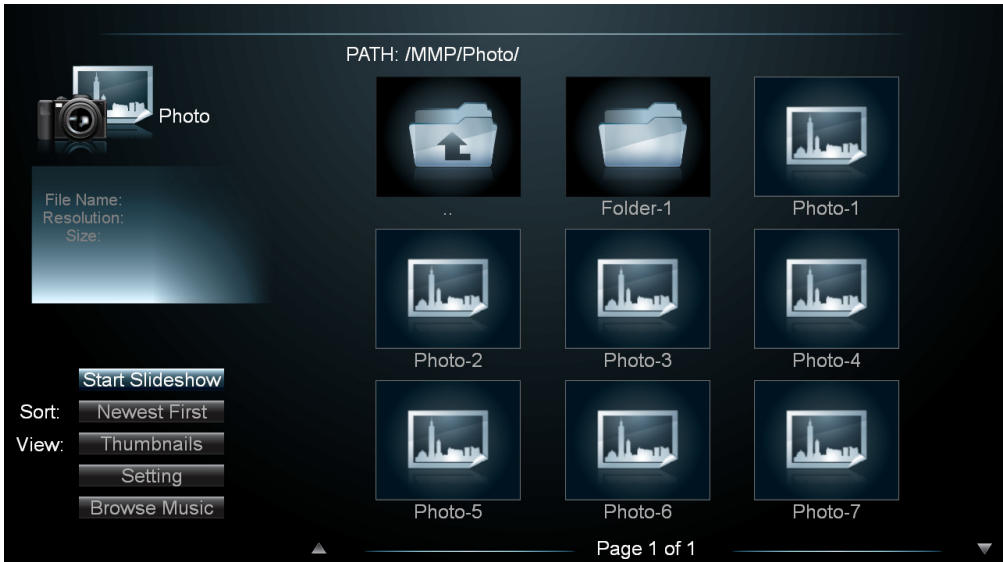 PATH: /MMP/Photo/
Photo
File Name:
Resolution:
Size:
.. Folder-1 Photo-1
Photo-2 Photo-3 Photo-4
Photo-5 Photo-6 Photo-7
Start Slideshow
Sort: Newest First
View: Thumbnails
Setting
Browse Music
Page 1 of 1